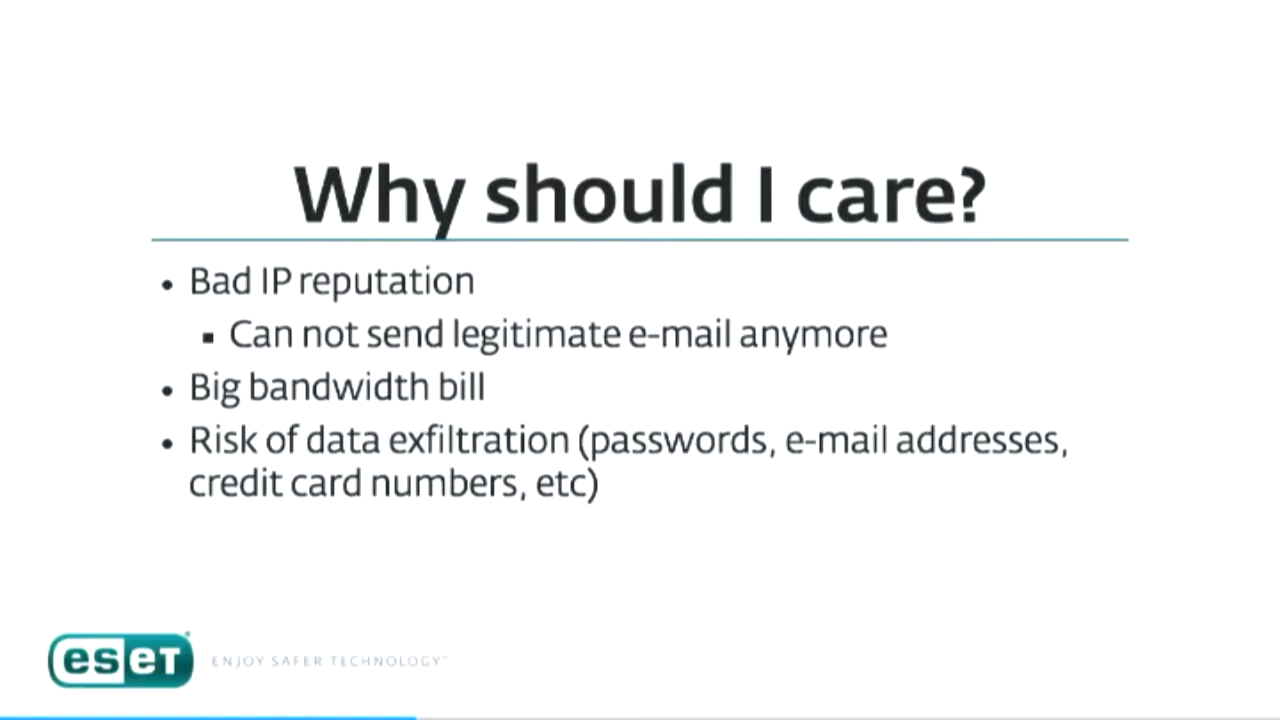 Why should I care?
• Bad IP reputation
▪ Can not send legitimate e-mail anymore
• Big bandwidth bill
• Risk of data exfiltration (passwords, e-mail addresses,
credit card numbers, etc)
eseT ENJOY SAFER TECHNOLOGY™